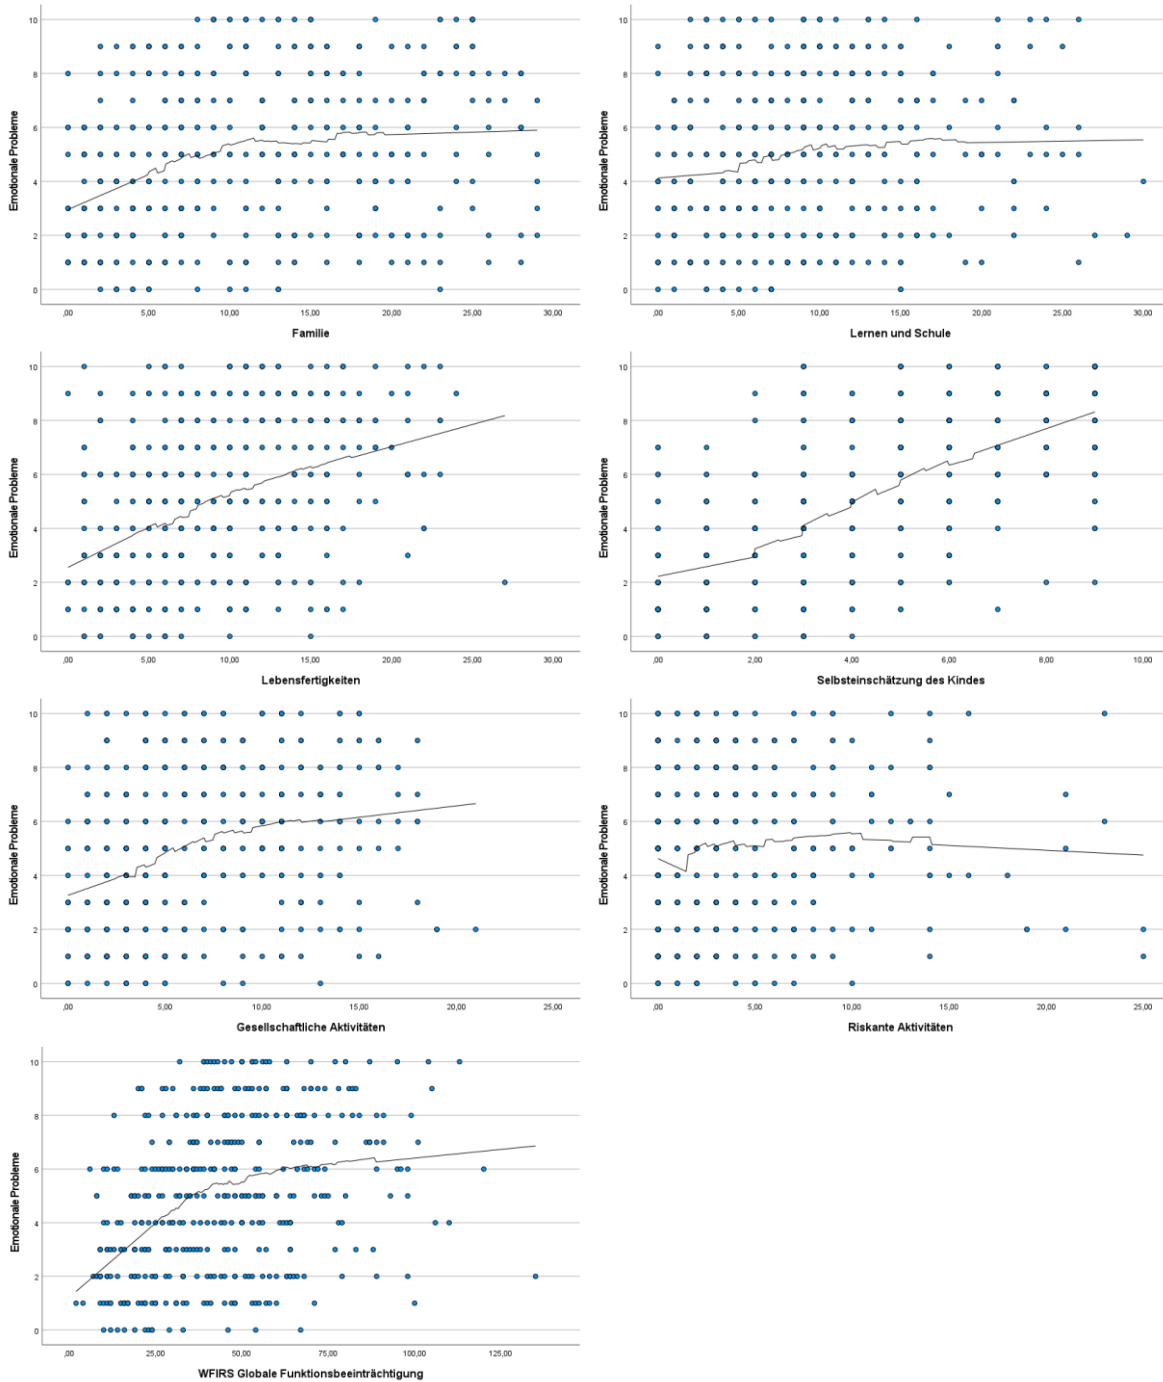 Emotionale Probleme
10
8
6
4
2
0
,00 5,00 10,00 15,00 20,00 25,00 30,00
Familie
Emotionale Probleme
10
8
6
4
2
0
,00 5,00 10,00 15,00 20,00 25,00 30,00
Lernen und Schule
Emotionale Probleme
10
8
6
4
2
0
,00 5,00 10,00 15,00 20,00 25,00 30,00
Lebensfertigkeiten
Emotionale Probleme
10
8
6
4
2
0
,00 2,00 4,00 6,00 8,00 10,00
Selbsteinschätzung des Kindes
Emotionale Probleme
10
8
6
4
2
0
,00 5,00 10,00 15,00 20,00 25,00
Gesellschaftliche Aktivitäten
Emotionale Probleme
10
8
6
4
2
0
,00 5,00 10,00 15,00 20,00 25,00
Riskante Aktivitäten
Emotionale Probleme
10
8
6
4
2
0
,00 25,00 50,00 75,00 100,00 125,00
WFIRS Globale Funktionsbeeinträchtigung